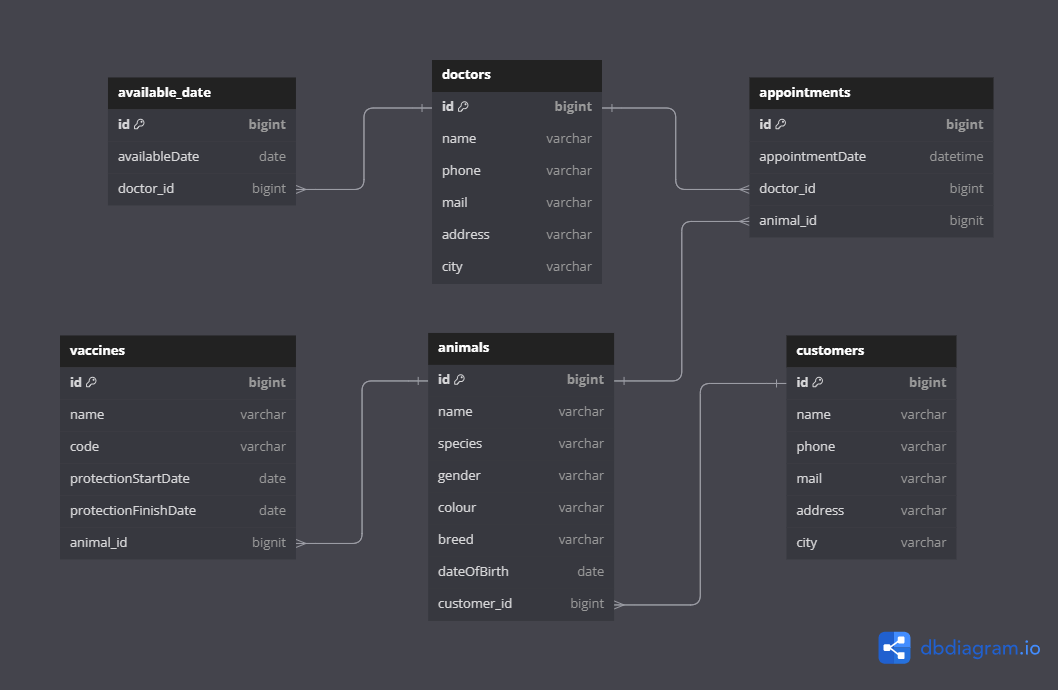 available_date
id bigint
availableDate date
doctor_id bigint
doctors
id bigint
name varchar
phone varchar
mail varchar
address varchar
city varchar
appointments
id bigint
appointmentDate datetime
doctor_id bigint
animal_id bignit
vaccines
id bigint
name varchar
code varchar
protectionStartDate date
protectionFinishDate date
animal_id bignit
animals
id bigint
name varchar
species varchar
gender varchar
colour varchar
breed varchar
dateOfBirth date
customer_id bigint
customers
id bigint
name varchar
phone varchar
mail varchar
address varchar
city varchar
dbdiagram.io